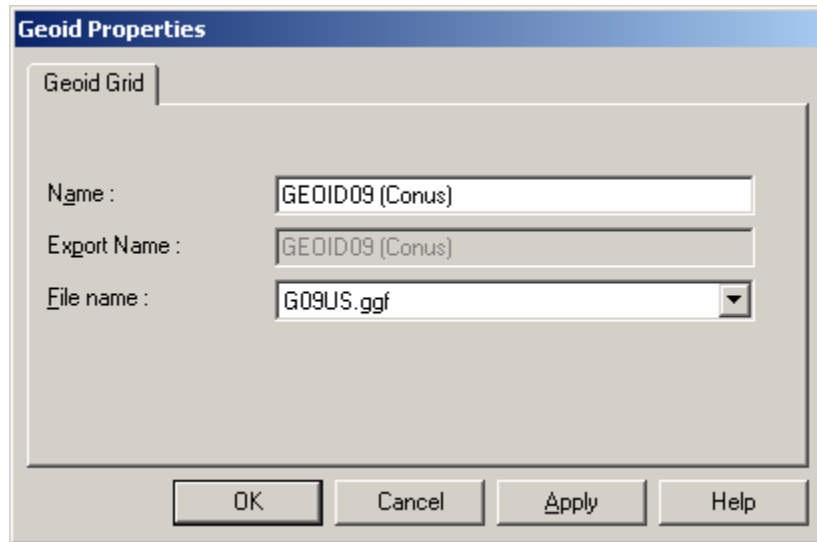 Geoid Properties
Geoid Grid
Name : GEOID09 (Conus)
Export Name : GEOID09 (Conus)
File name : G09US.ggf
OK Cancel Apply Help